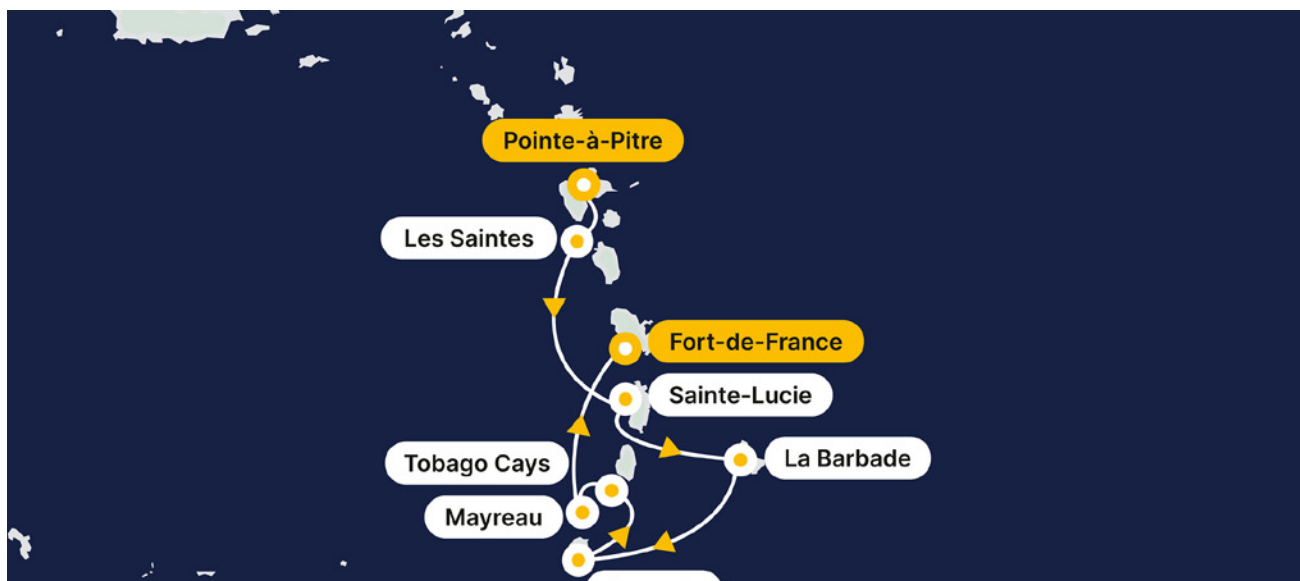 Pointe-à-Pitre
Les Saintes
Fort-de-France
Sainte-Lucie
La Barbade
Tobago Cays
Mayreau